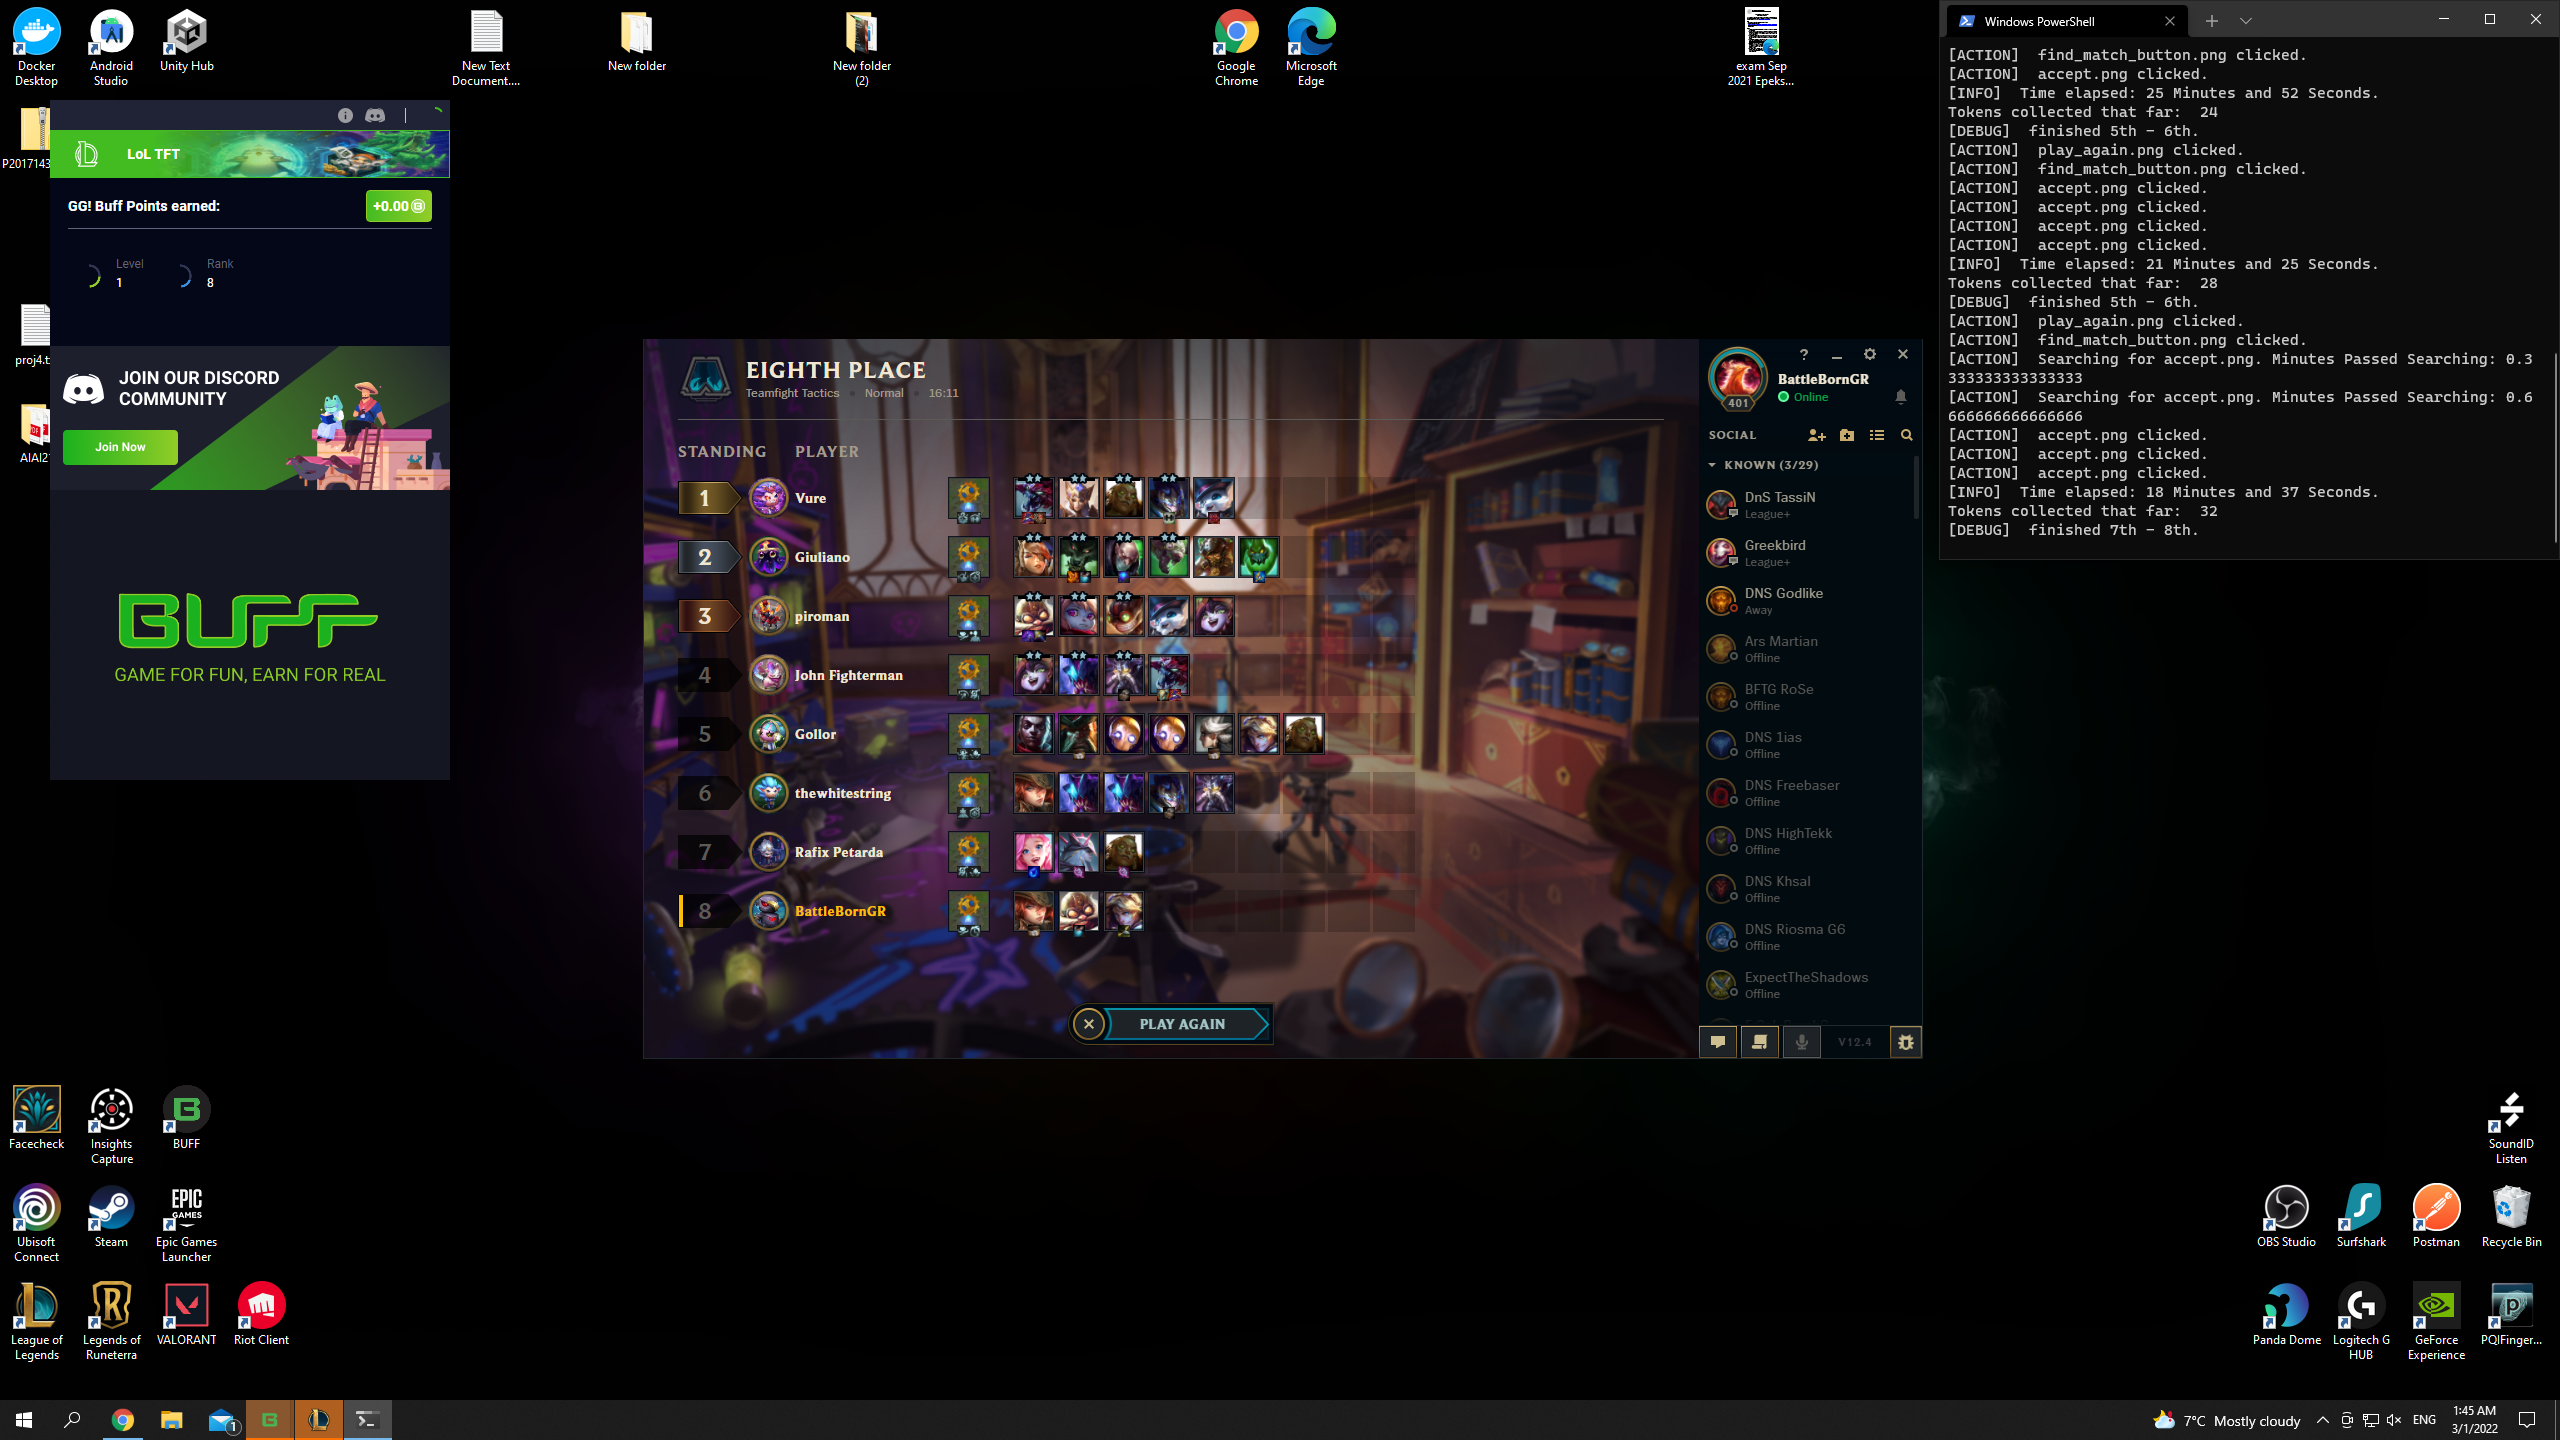 Docker Desktop
Android Studio
Unity Hub
New Text Document....
New folder
New folder (2)
Google Chrome
Microsoft Edge
exam Sep 2021 Epeks...
P2017143
proj4.t
AIAI2
LoL TFT
GG! Buff Points earned:
+0.00
Level
1
Rank
8
JOIN OUR DISCORD
COMMUNITY
Join Now
BUFF
GAME FOR FUN, EARN FOR REAL
EIGHTH PLACE
Teamfight Tactics Normal 16:11
STANDING PLAYER
1 Vure
2 Giuliano
3 piroman
4 John Fighterman
5 Gollor
6 thewhitestring
7 Rafix Petarda
8 BattleBornGR
PLAY AGAIN
401
BattleBornGR
Online
SOCIAL
KNOWN (3/29)
DnS TassiN
League+
Greekbird
League+
DNS Godlike
Away
Ars Martian
Offline
BFTG RoSe
Offline
DNS 1ias
Offline
DNS Freebaser
Offline
DNS HighTekk
Offline
DNS Khsal
Offline
DNS Riosma G6
Offline
ExpectTheShadows
Offline
V12.4
Windows PowerShell
[ACTION] find_match_button.png clicked.
[ACTION] accept.png clicked.
[INFO] Time elapsed: 25 Minutes and 52 Seconds.
Tokens collected that far: 24
[DEBUG] finished 5th - 6th.
[ACTION] play_again.png clicked.
[ACTION] find_match_button.png clicked.
[ACTION] accept.png clicked.
[ACTION] accept.png clicked.
[ACTION] accept.png clicked.
[ACTION] accept.png clicked.
[INFO] Time elapsed: 21 Minutes and 25 Seconds.
Tokens collected that far: 28
[DEBUG] finished 5th - 6th.
[ACTION] play_again.png clicked.
[ACTION] find_match_button.png clicked.
[ACTION] Searching for accept.png. Minutes Passed Searching: 0.3
333333333333333
[ACTION] Searching for accept.png. Minutes Passed Searching: 0.6
666666666666666
[ACTION] accept.png clicked.
[ACTION] accept.png clicked.
[ACTION] accept.png clicked.
[INFO] Time elapsed: 18 Minutes and 37 Seconds.
Tokens collected that far: 32
[DEBUG] finished 7th - 8th.
Facecheck
Insights Capture
BUFF
Ubisoft Connect
Steam
EPIC GAMES
Epic Games Launcher
League of Legends
Legends of Runeterra
VALORANT
Riot Client
SoundID Listen
OBS Studio
Surfshark
Postman
Recycle Bin
Panda Dome
Logitech G HUB
GeForce Experience
PQIFinger...
1
7°C Mostly cloudy
ENG
1:45 AM
3/1/2022